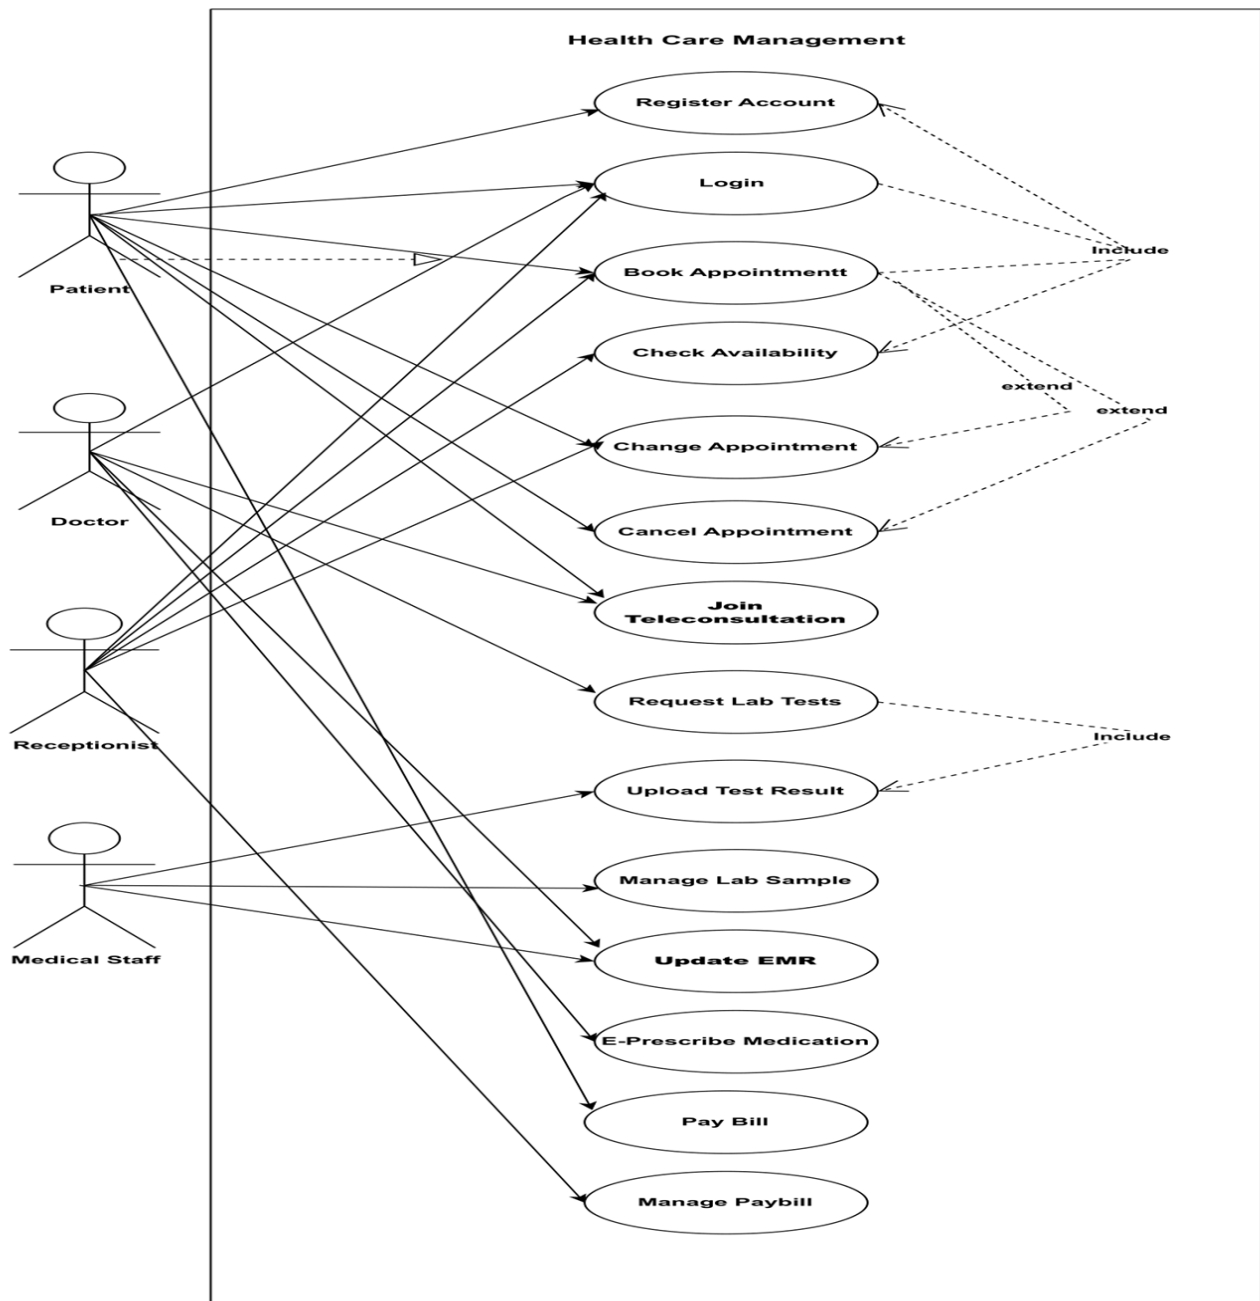 Health Care Management
Register Account
Login
Include
Book Appointmentt
Patient
Check Availability
extend
extend
Change Appointment
Doctor
Cancel Appointment
Join
Teleconsultation
Request Lab Tests
Include
Receptionist
Upload Test Result
Manage Lab Sample
Medical Staff
Update EMR
E-Prescribe Medication
Pay Bill
Manage Paybill